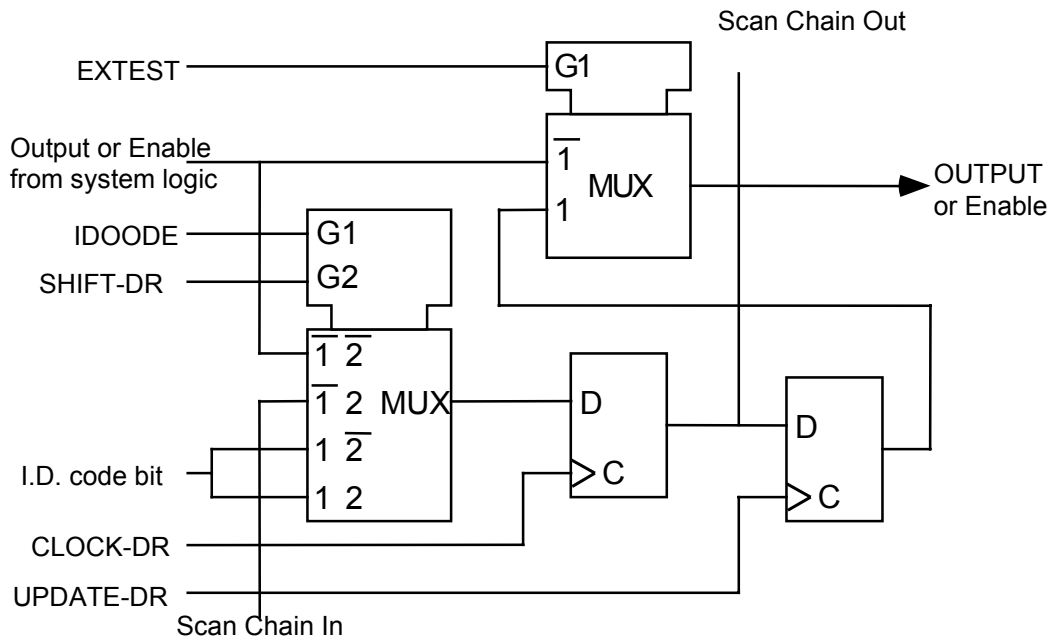 Scan Chain Out
EXTEST
G1
Output or Enable
from system logic
1
MUX
1
OUTPUT
or Enable
IDOODE
G1
SHIFT-DR
G2
1 2
1 2 MUX
1 2
1 2
I.D. code bit
D
C
D
C
CLOCK-DR
UPDATE-DR
Scan Chain In